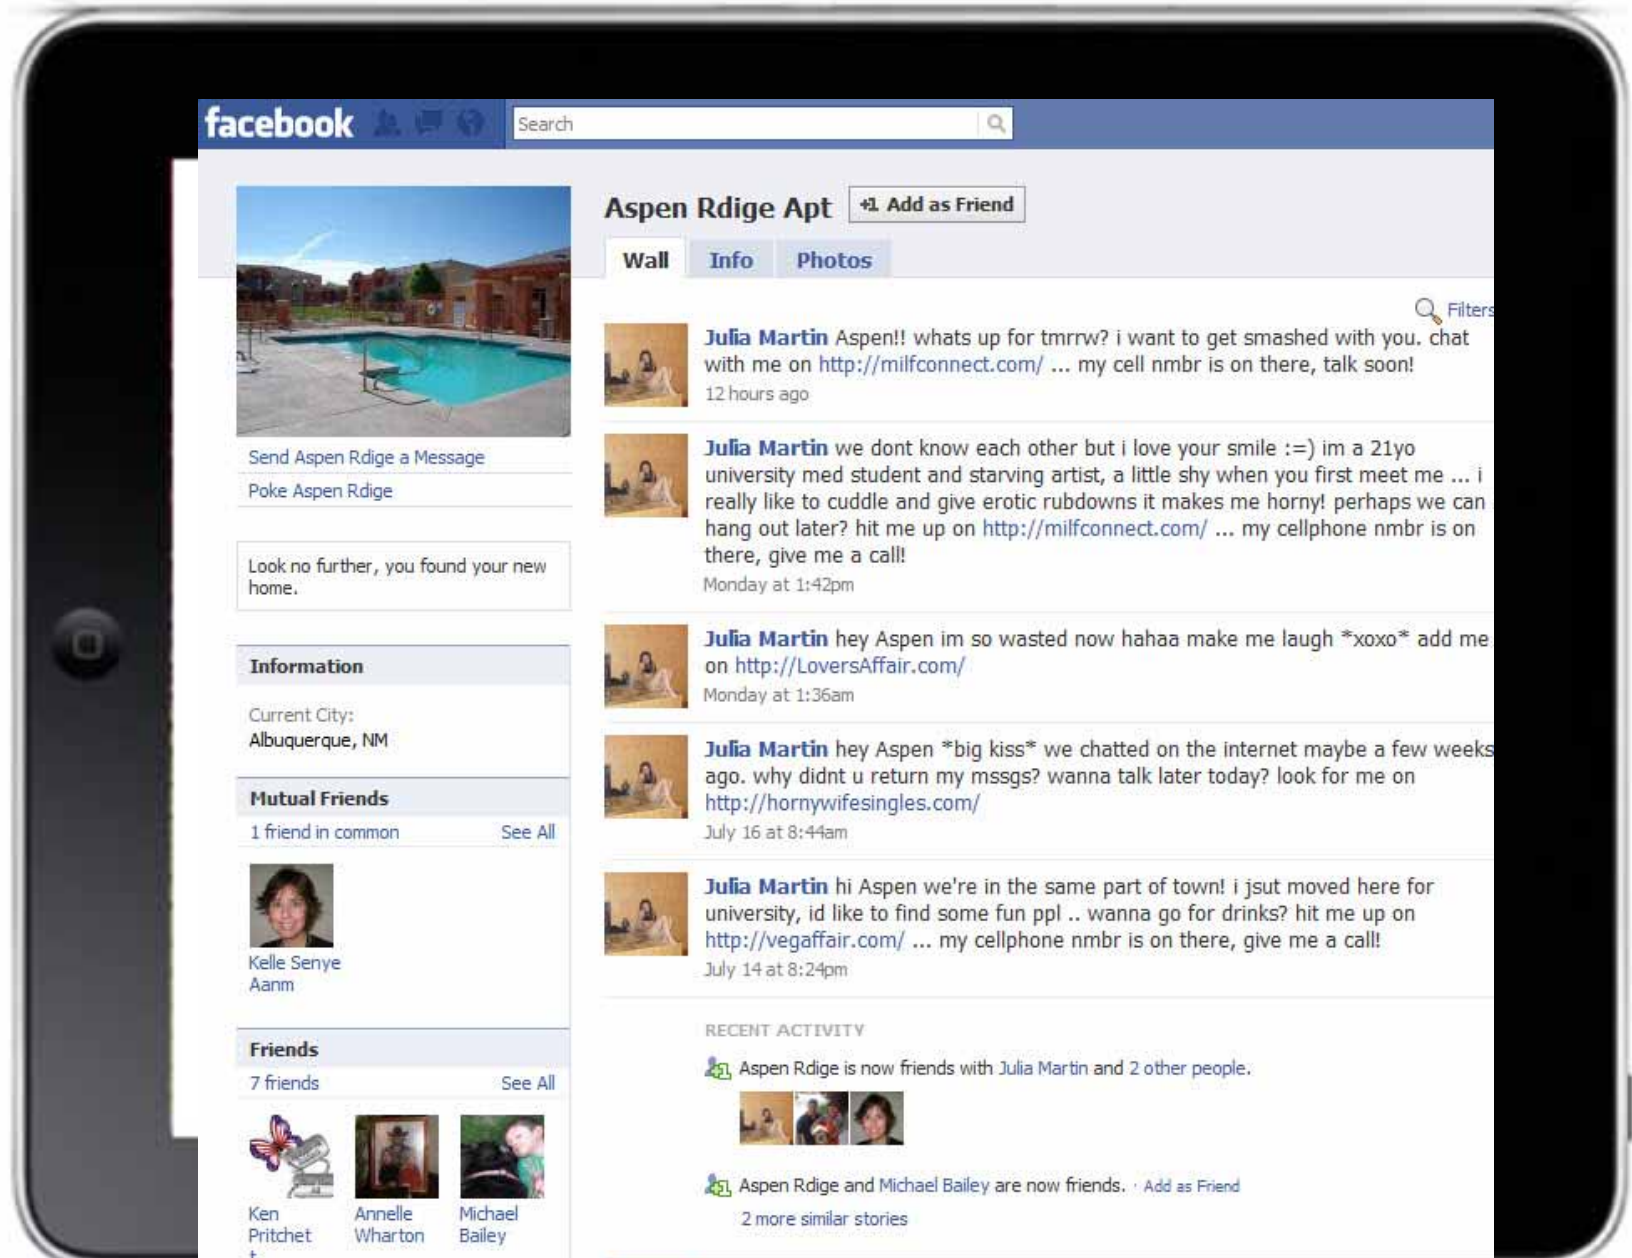 facebook
Search
Aspen Rdige Apt
+1 Add as Friend
Wall
Info
Photos
Filters
Send Aspen Rdige a Message
Poke Aspen Rdige
Look no further, you found your new
home.
Information
Current City:
Albuquerque, NM
Mutual Friends
1 friend in common
See All
Kelle Senye
Aanm
Friends
7 friends
See All
Ken
Pritchet
t
Annelle
Wharton
Michael
Bailey
Julia Martin Aspen!! whats up for tmrrw? i want to get smashed with you. chat
with me on http://milfconnect.com/ ... my cell nmbr is on there, talk soon!
12 hours ago
Julia Martin we dont know each other but i love your smile :=) im a 21yo
university med student and starving artist, a little shy when you first meet me ... i
really like to cuddle and give erotic rubdowns it makes me horny! perhaps we can
hang out later? hit me up on http://milfconnect.com/ ... my cellphone nmbr is on
there, give me a call!
Monday at 1:42pm
Julia Martin hey Aspen im so wasted now hahaa make me laugh *xoxo* add me
on http://LoversAffair.com/
Monday at 1:36am
Julia Martin hey Aspen *big kiss* we chatted on the internet maybe a few weeks
ago. why didnt u return my mssgs? wanna talk later today? look for me on
http://hornywifesingles.com/
July 16 at 8:44am
Julia Martin hi Aspen we're in the same part of town! i jsut moved here for
university, id like to find some fun ppl .. wanna go for drinks? hit me up on
http://vegaffair.com/ ... my cellphone nmbr is on there, give me a call!
July 14 at 8:24pm
RECENT ACTIVITY
Aspen Rdige is now friends with Julia Martin and 2 other people.
Aspen Rdige and Michael Bailey are now friends. · Add as Friend
2 more similar stories